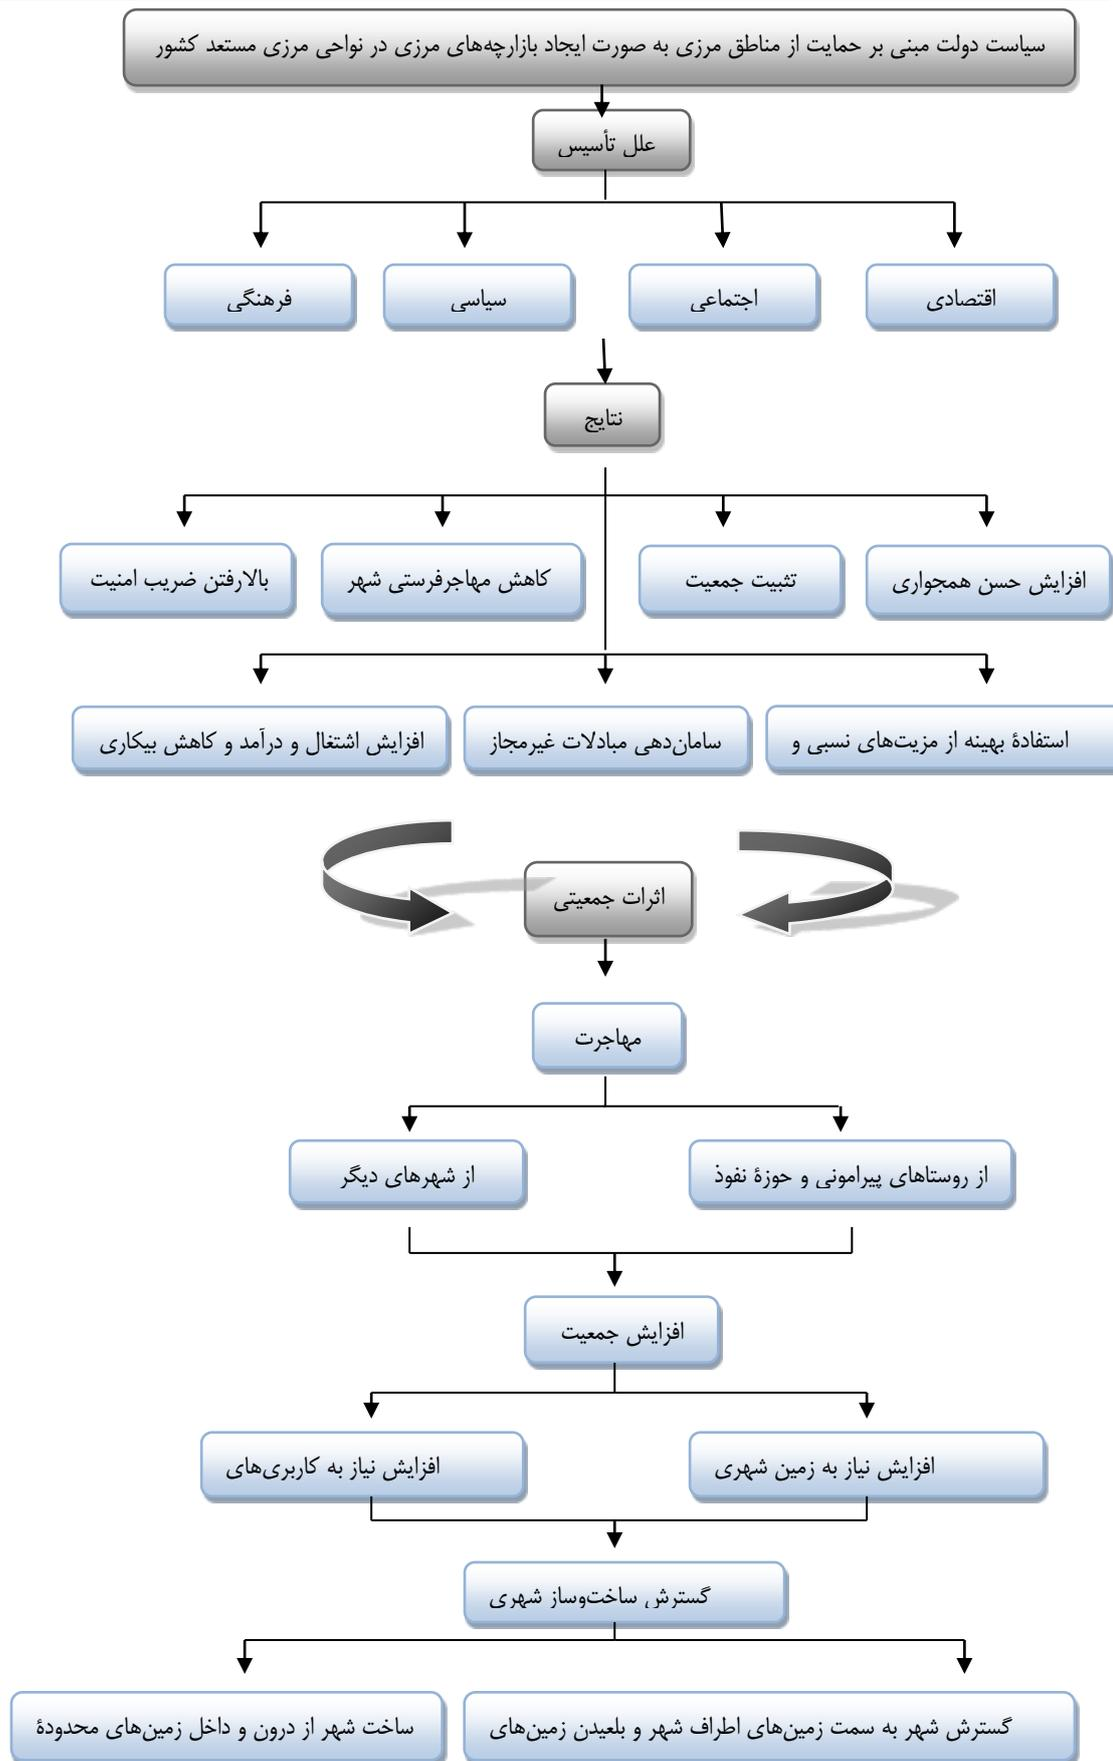 سیاست دولت مبنی بر حمایت از مناطق مرزی به صورت ایجاد بازارچه‌های مرزی در نواحی مرزی مستعد کشور
علل تأسیس
اقتصادی
اجتماعی
سیاسی
فرهنگی
نتایج
افزایش حسن همجواری
تثبیت جمعیت
کاهش مهاجرفرستی شهر
بالارفتن ضریب امنیت
استفادۀ بهینه از مزیت‌های نسبی و
سامان‌دهی مبادلات غیرمجاز
افزایش اشتغال و درآمد و کاهش بیکاری
اثرات جمعیتی
مهاجرت
از روستاهای پیرامونی و حوزۀ نفوذ
از شهرهای دیگر
افزایش جمعیت
افزایش نیاز به زمین شهری
افزایش نیاز به کاربری‌های
گسترش ساخت‌وساز شهری
گسترش شهر به سمت زمین‌های اطراف شهر و بلعیدن زمین‌های
ساخت شهر از درون و داخل زمین‌های محدودۀ